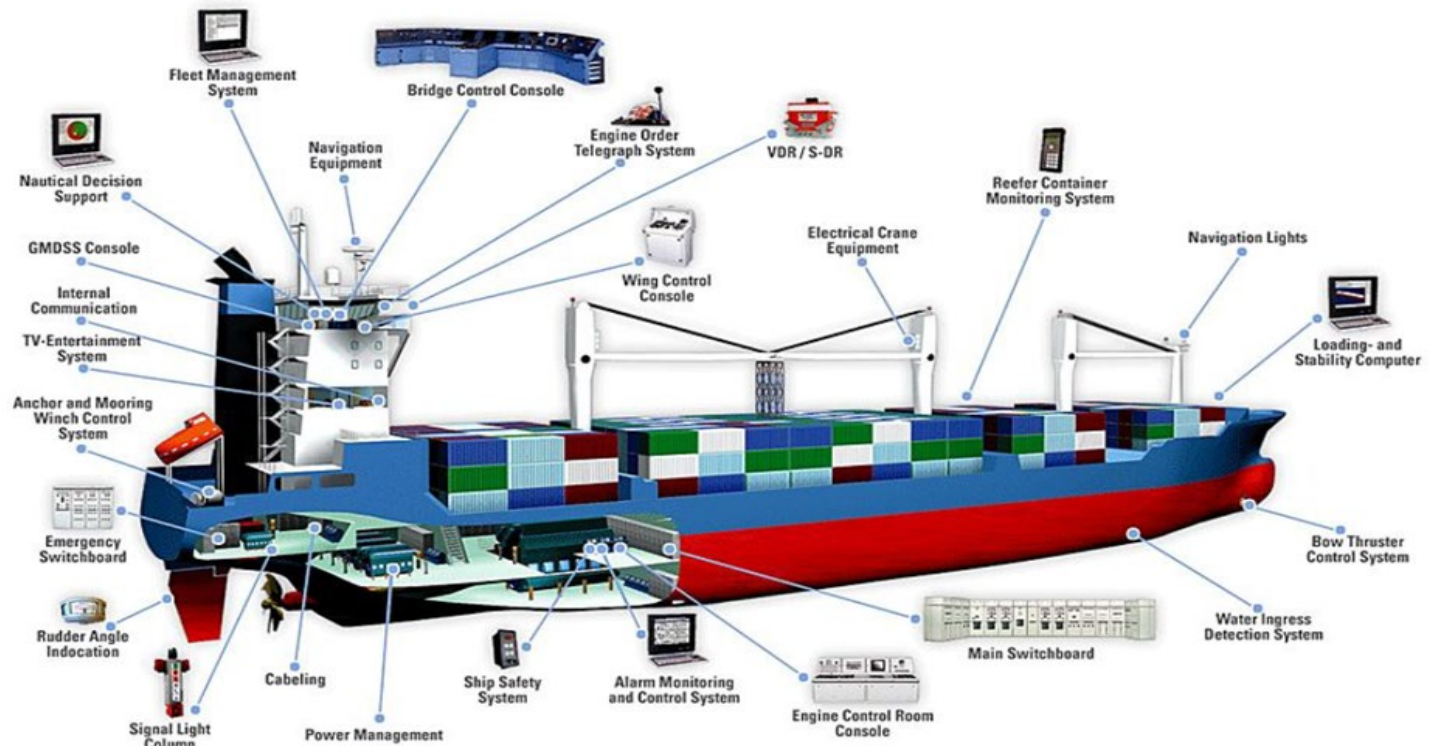 Fleet Management
System
Bridge Control Console
Engine Order
Telegraph System
VDR / S-DR
Navigation
Equipment
Nautical Decision
Support
Reefer Container
Monitoring System
GMDSS Console
Electrical Crane
Equipment
Navigation Lights
Wing Control
Console
Internal
Communication
TV-Entertainment
System
Loading- and
Stability Computer
Anchor and Mooring
Winch Control
System
Emergency
Switchboard
Bow Thruster
Control System
Rudder Angle
Indocation
Water Ingress
Detection System
Main Switchboard
Cabeling
Ship Safety
System
Alarm Monitoring
and Control System
Engine Control Room
Console
Signal Light
Column
Power Management